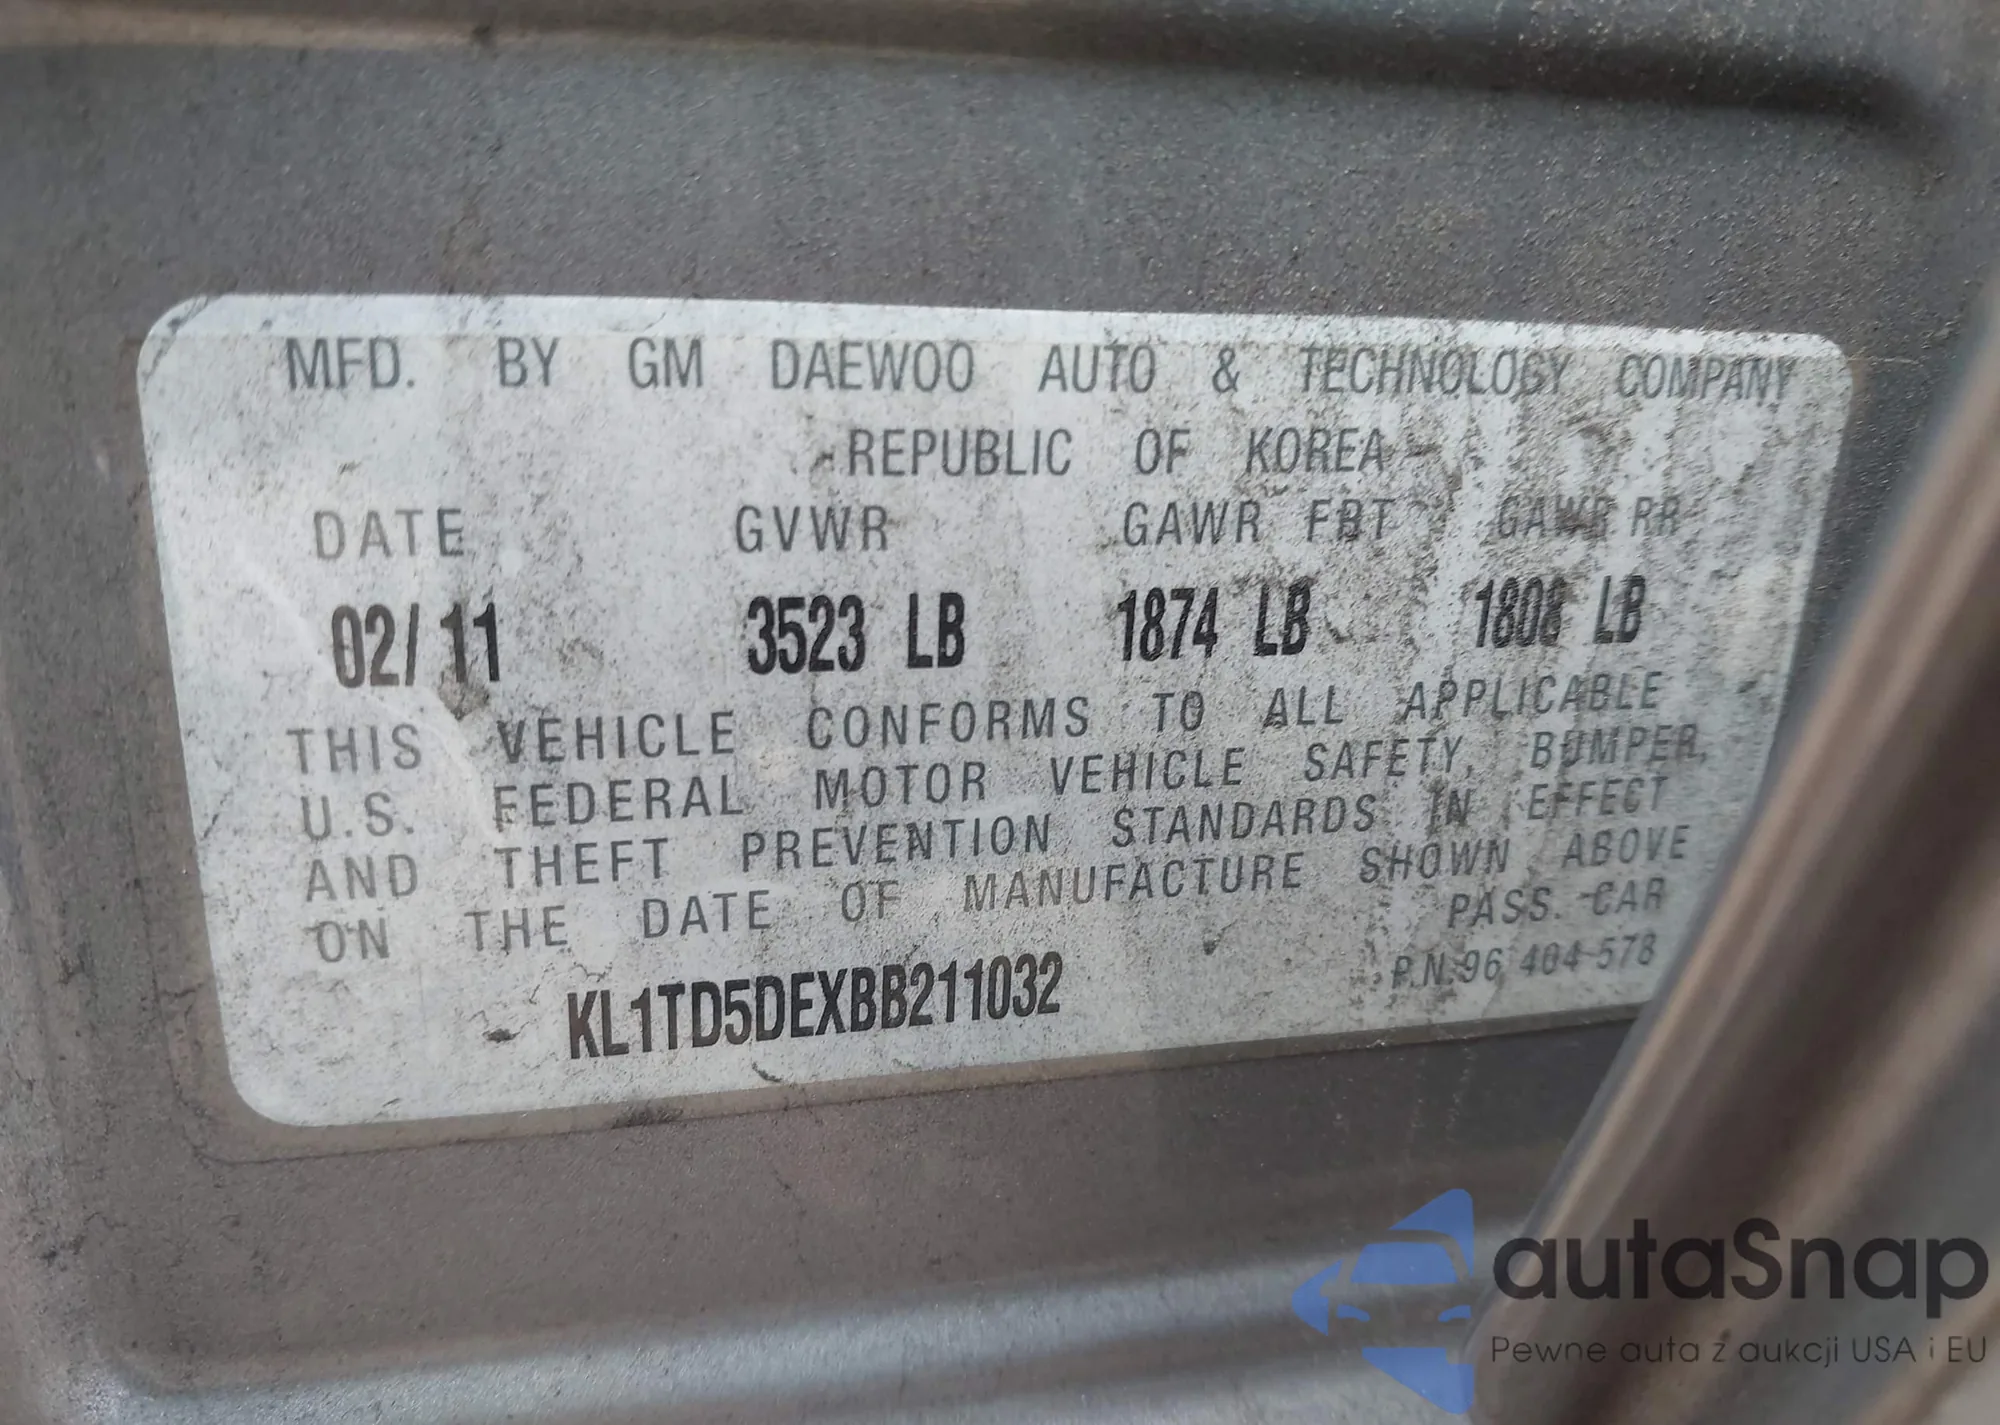 MFD. BY GM DAEWOO AUTO & TECHNOLOGY COMPANY
REPUBLIC OF KOREA
DATE GVWR GAWR FRT GAWR RR
02/11 3523 LB 1874 LB 1808 LB
THIS VEHICLE CONFORMS TO ALL APPLICABLE
U.S. FEDERAL MOTOR VEHICLE SAFETY, BUMPER,
AND THEFT PREVENTION STANDARDS IN EFFECT
ON THE DATE OF MANUFACTURE SHOWN ABOVE
PASS. CAR
KL1TD5DEXBB211032
P.N. 96 404 578
autaSnap
Pewne auta z aukcji USA i EU